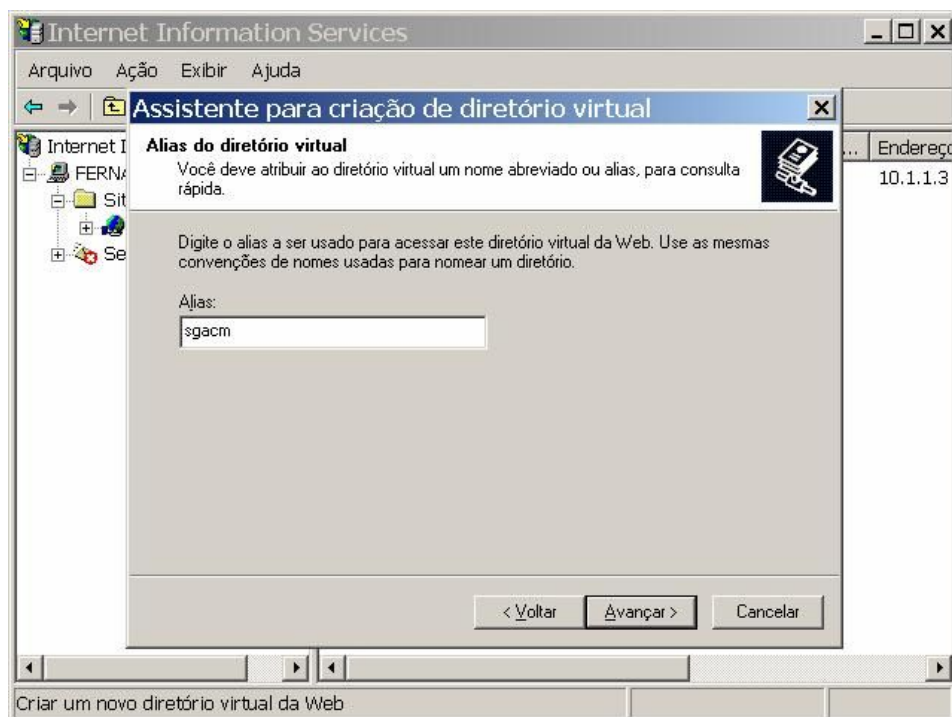 Internet Information Services
Arquivo Ação Exibir Ajuda
Assistente para criação de diretório virtual
Alias do diretório virtual
Você deve atribuir ao diretório virtual um nome abreviado ou alias, para consulta
rápida.
Internet I
FERNA
Sit
Se
... Endereço
10.1.1.3
Digite o alias a ser usado para acessar este diretório virtual da Web. Use as mesmas
convenções de nomes usadas para nomear um diretório.
Alias:
sgacm
< Voltar Avançar > Cancelar
Criar um novo diretório virtual da Web